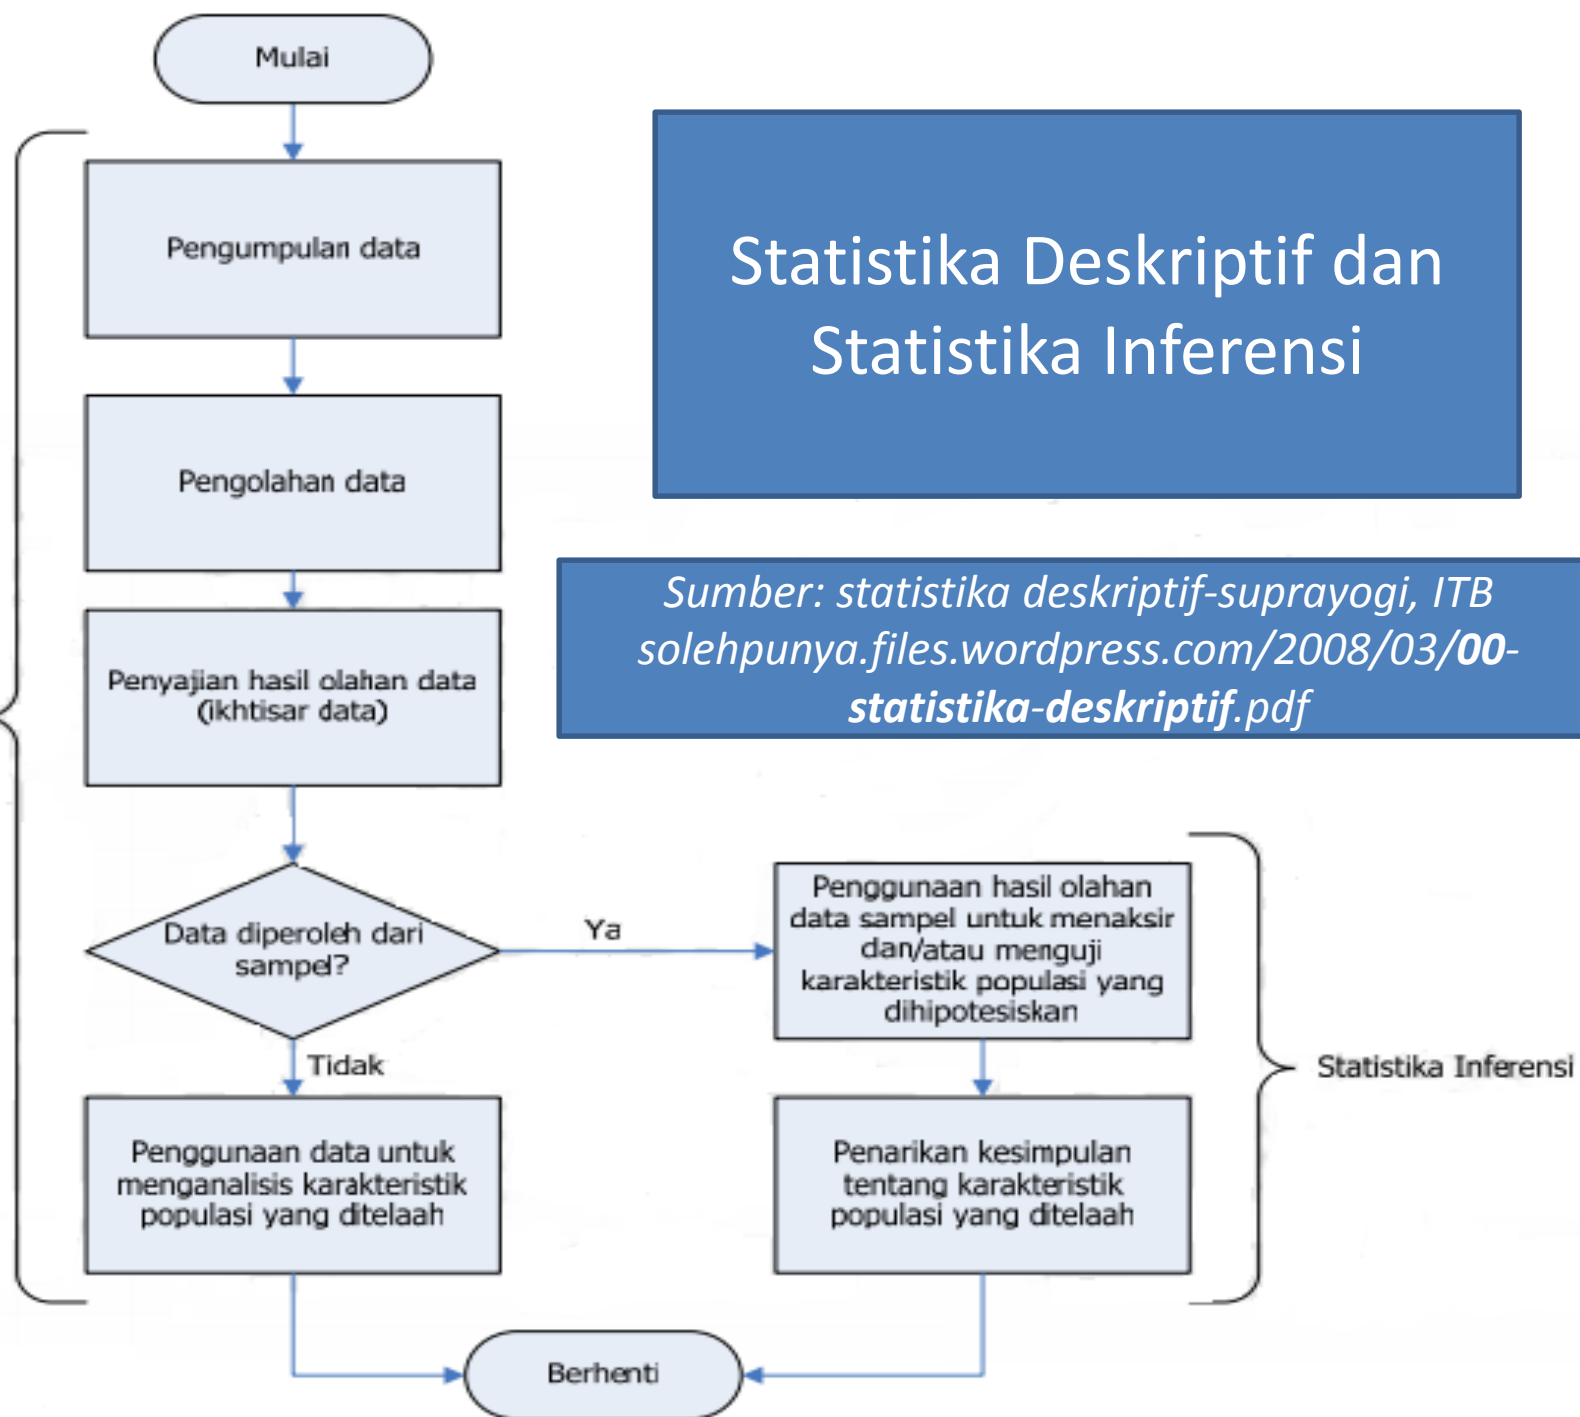 Mulai
Pengumpulan data
Statistika Deskriptif dan
Statistika Inferensi
Pengolahan data
Sumber: statistika deskriptif-suprayogi, ITB
solehpunya.files.wordpress.com/2008/03/00-
statistika-deskriptif.pdf
Penyajian hasil olahan data
(ikhtisar data)
Data diperoleh dari
sampel?
Ya
Tidak
Penggunaan hasil olahan
data sampel untuk menaksir
dan/atau menguji
karakteristik populasi yang
dihipotesiskan
Statistika Inferensi
Penggunaan data untuk
menganalisis karakteristik
populasi yang ditelaah
Penarikan kesimpulan
tentang karakteristik
populasi yang ditelaah
Berhenti